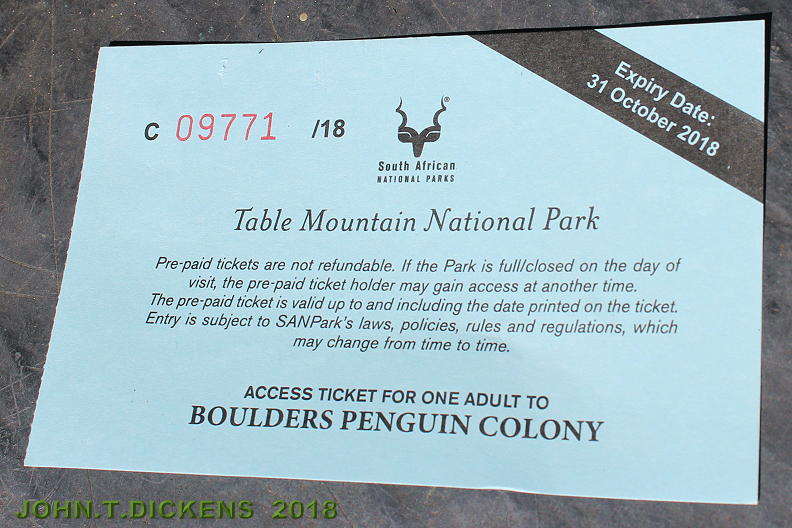 C 09771 /18
Expiry Date:
31 October 2018
®
South African
NATIONAL PARKS
Table Mountain National Park
Pre-paid tickets are not refundable. If the Park is full/closed on the day of
visit, the pre-paid ticket holder may gain access at another time.
The pre-paid ticket is valid up to and including the date printed on the ticket.
Entry is subject to SANPark's laws, policies, rules and regulations, which
may change from time to time.
ACCESS TICKET FOR ONE ADULT TO
BOULDERS PENGUIN COLONY
JOHN.T.DICKENS 2018